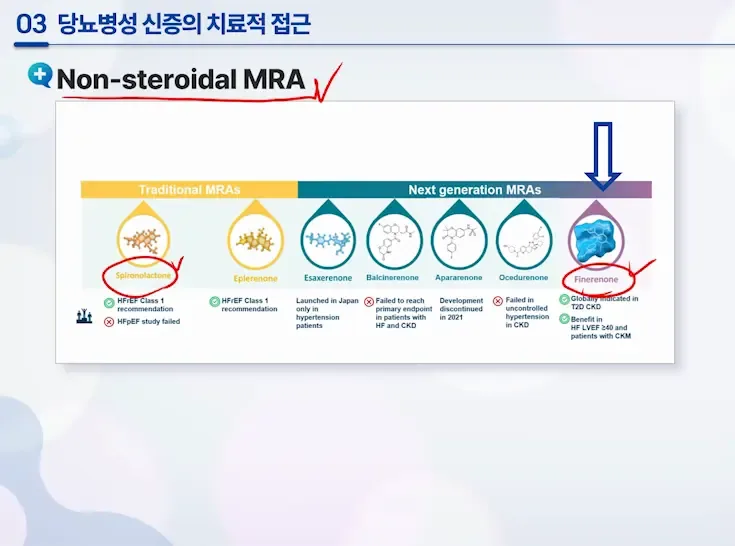 03 당뇨병성 신증의 치료적 접근
Non-steroidal MRA
Traditional MRAs
Next generation MRAs
Spironolactone
Eplerenone
Esaxerenone
Balcinerenone
Apararenone
Ocedurenone
Finerenone
HFrEF Class 1
recommendation
HFpEF study failed
HFrEF Class 1
recommendation
Launched in Japan
only in
hypertension
patients
Failed to reach
primary endpoint
in patients with
HF and CKD
Development
discontinued
in 2021
Failed in
uncontrolled
hypertension
in CKD
Globally indicated in
T2D CKD
Benefit in
HF LVEF ≥40 and
patients with CKM